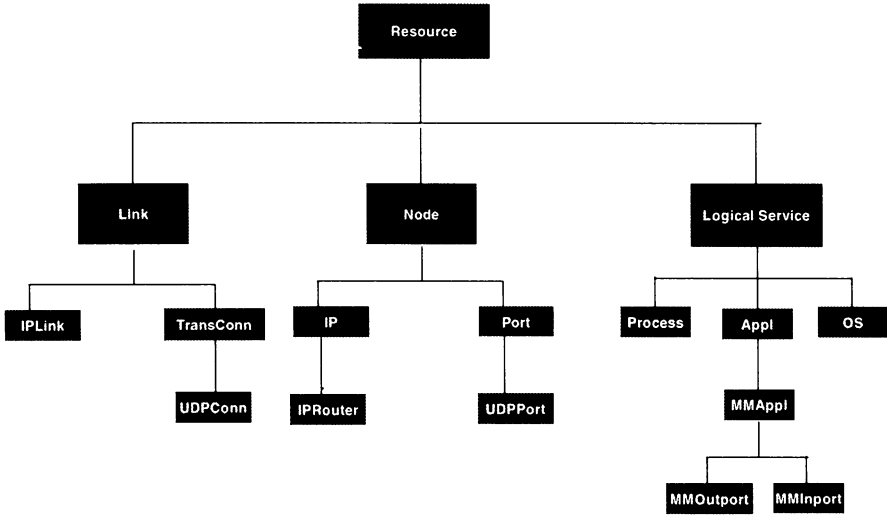 Resource
Link
Node
Logical Service
IPLink
TransConn
IP
Port
Process
Appl
OS
UDPConn
IPRouter
UDPPort
MMAppl
MMOutport
MMInport